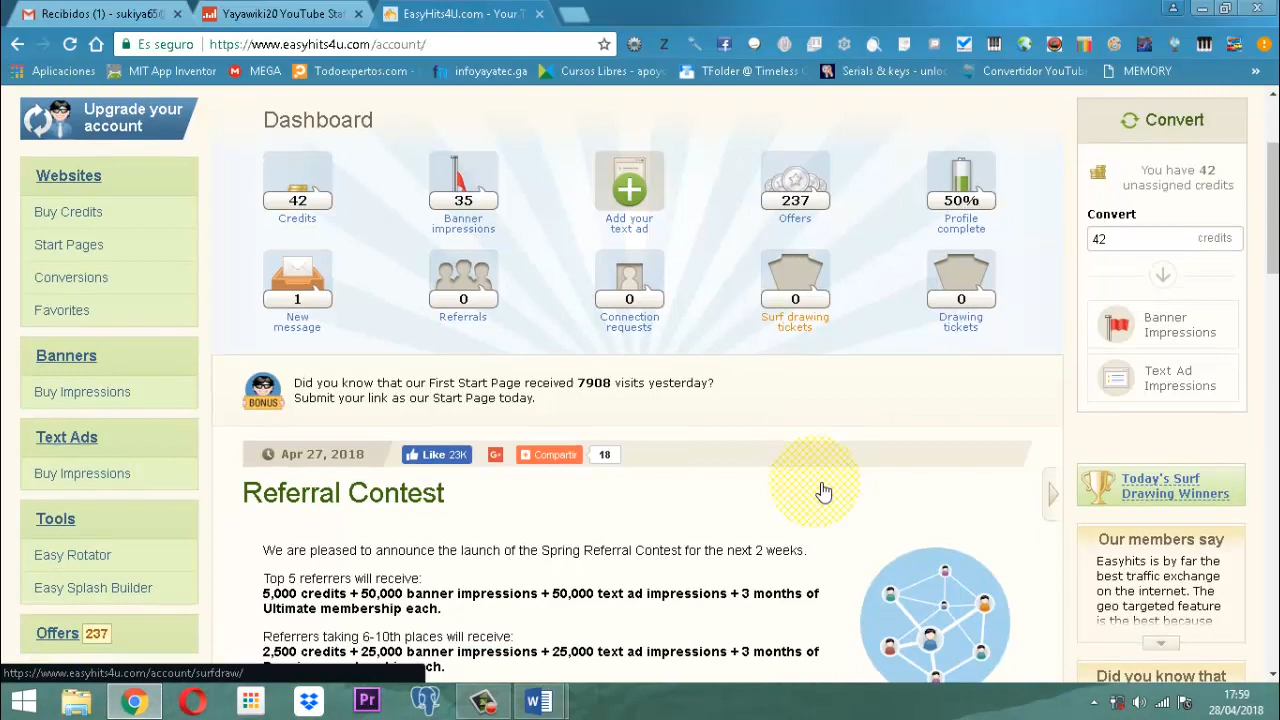 Recibidos (1) - sukiya65@
Yayawiki20 YouTube Stat
EasyHits4U.com - Your T
Es seguro
https://www.easyhits4u.com/account/
Aplicaciones
MIT App Inventor
MEGA
Todoexpertos.com -
infoyayatec.ga
Cursos Libres - apoyo
TFolder @ Timeless
Serials & keys - unloc
Convertidor YouTub
MEMORY
»
Upgrade your
account
Websites
Buy Credits
Start Pages
Conversions
Favorites
Banners
Buy Impressions
Text Ads
Buy Impressions
Tools
Easy Rotator
Easy Splash Builder
Offers 237
Dashboard
42
Credits
35
Banner
impressions
Add your
text ad
237
Offers
50%
Profile
complete
1
New
message
0
Referrals
0
Connection
requests
0
Surf drawing
tickets
0
Drawing
tickets
BONUS
Did you know that our First Start Page received 7908 visits yesterday?
Submit your link as our Start Page today.
Apr 27, 2018
Like 23K
G+
Compartir
18
Referral Contest
We are pleased to announce the launch of the Spring Referral Contest for the next 2 weeks.
Top 5 referrers will receive:
5,000 credits + 50,000 banner impressions + 50,000 text ad impressions + 3 months of
Ultimate membership each.
Referrers taking 6-10th places will receive:
2,500 credits + 25,000 banner impressions + 25,000 text ad impressions + 3 months of
Convert
You have 42
unassigned credits
Convert
42
credits
Banner
Impressions
Text Ad
Impressions
Today's Surf
Drawing Winners
Our members say
Easyhits is by far the
best traffic exchange
on the internet. The
geo targeted feature
is the best because
Did you know that
https://www.easyhits4u.com/account/surfdraw/
Pr
17:59
28/04/2018